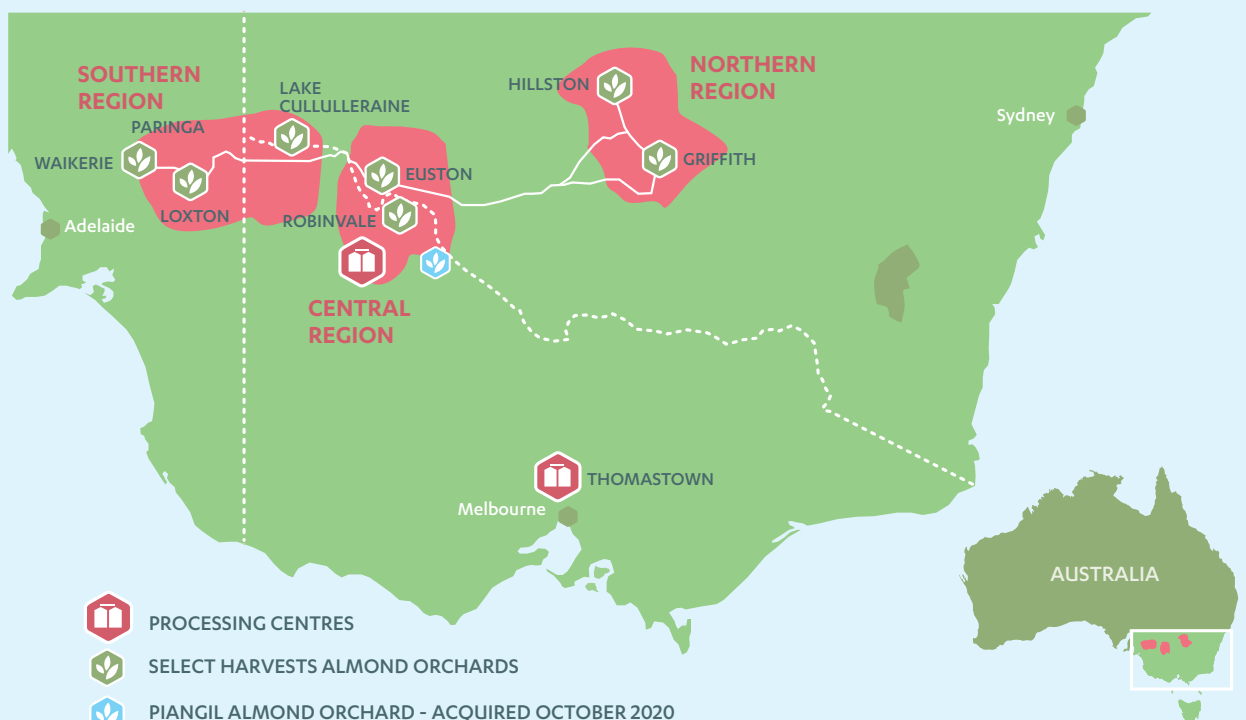 SOUTHERN
REGION
PARINGA
WAIKERIE
LOXTON
Adelaide
LAKE
CULLULLERAINE
EUSTON
ROBINVALE
CENTRAL
REGION
HILLSTON
NORTHERN
REGION
GRIFFITH
Sydney
THOMASTOWN
Melbourne
AUSTRALIA
PROCESSING CENTRES
SELECT HARVESTS ALMOND ORCHARDS
PIANGIL ALMOND ORCHARD - ACQUIRED OCTOBER 2020